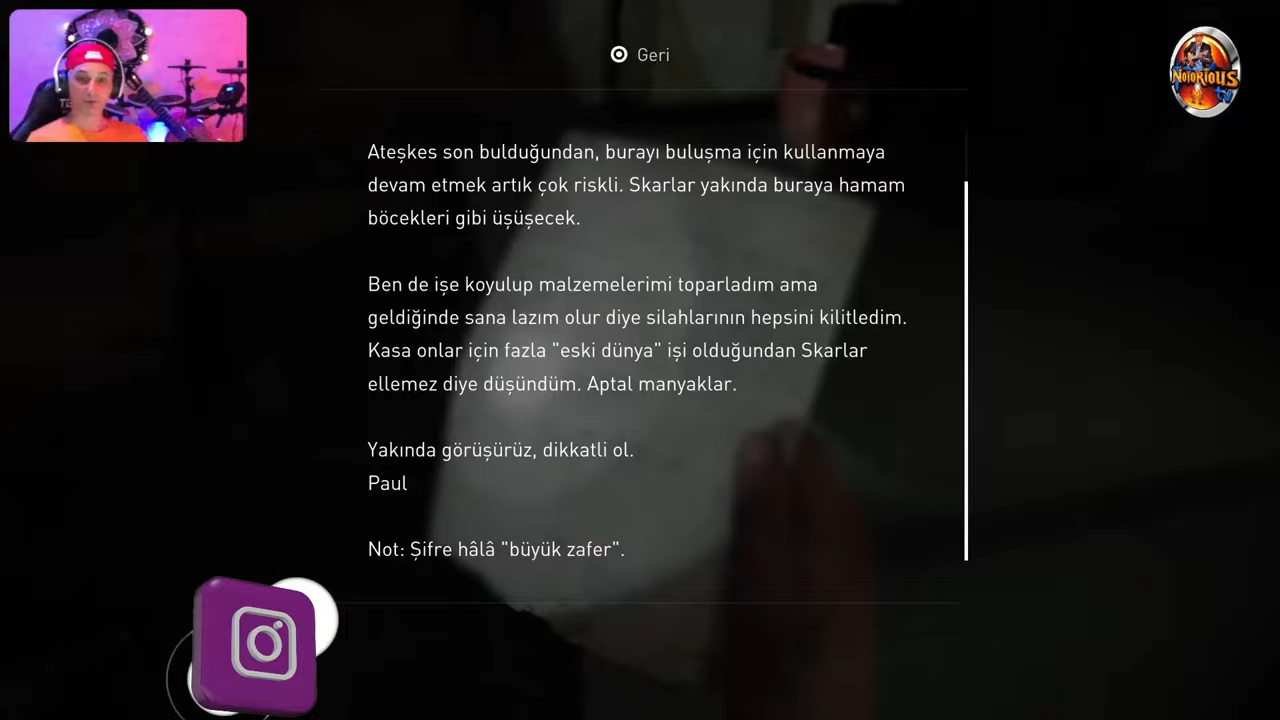 Geri
NOTORIOUS
tv
Ateşkes son bulduğundan, burayı buluşma için kullanmaya
devam etmek artık çok riskli. Skarlar yakında buraya hamam
böcekleri gibi üşüşecek.
Ben de işe koyulup malzemelerimi toparladım ama
geldiğinde sana lazım olur diye silahlarının hepsini kilitledim.
Kasa onlar için fazla "eski dünya" işi olduğundan Skarlar
ellemez diye düşündüm. Aptal manyaklar.
Yakında görüşürüz, dikkatli ol.
Paul
Not: Şifre hâlâ "büyük zafer".